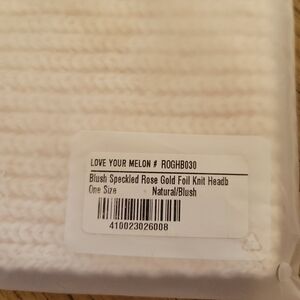 LOVE YOUR MELON # ROGHB030
Blush Speckled Rose Gold Foil Knit Headb
One Size Natural/Blush
410023026008